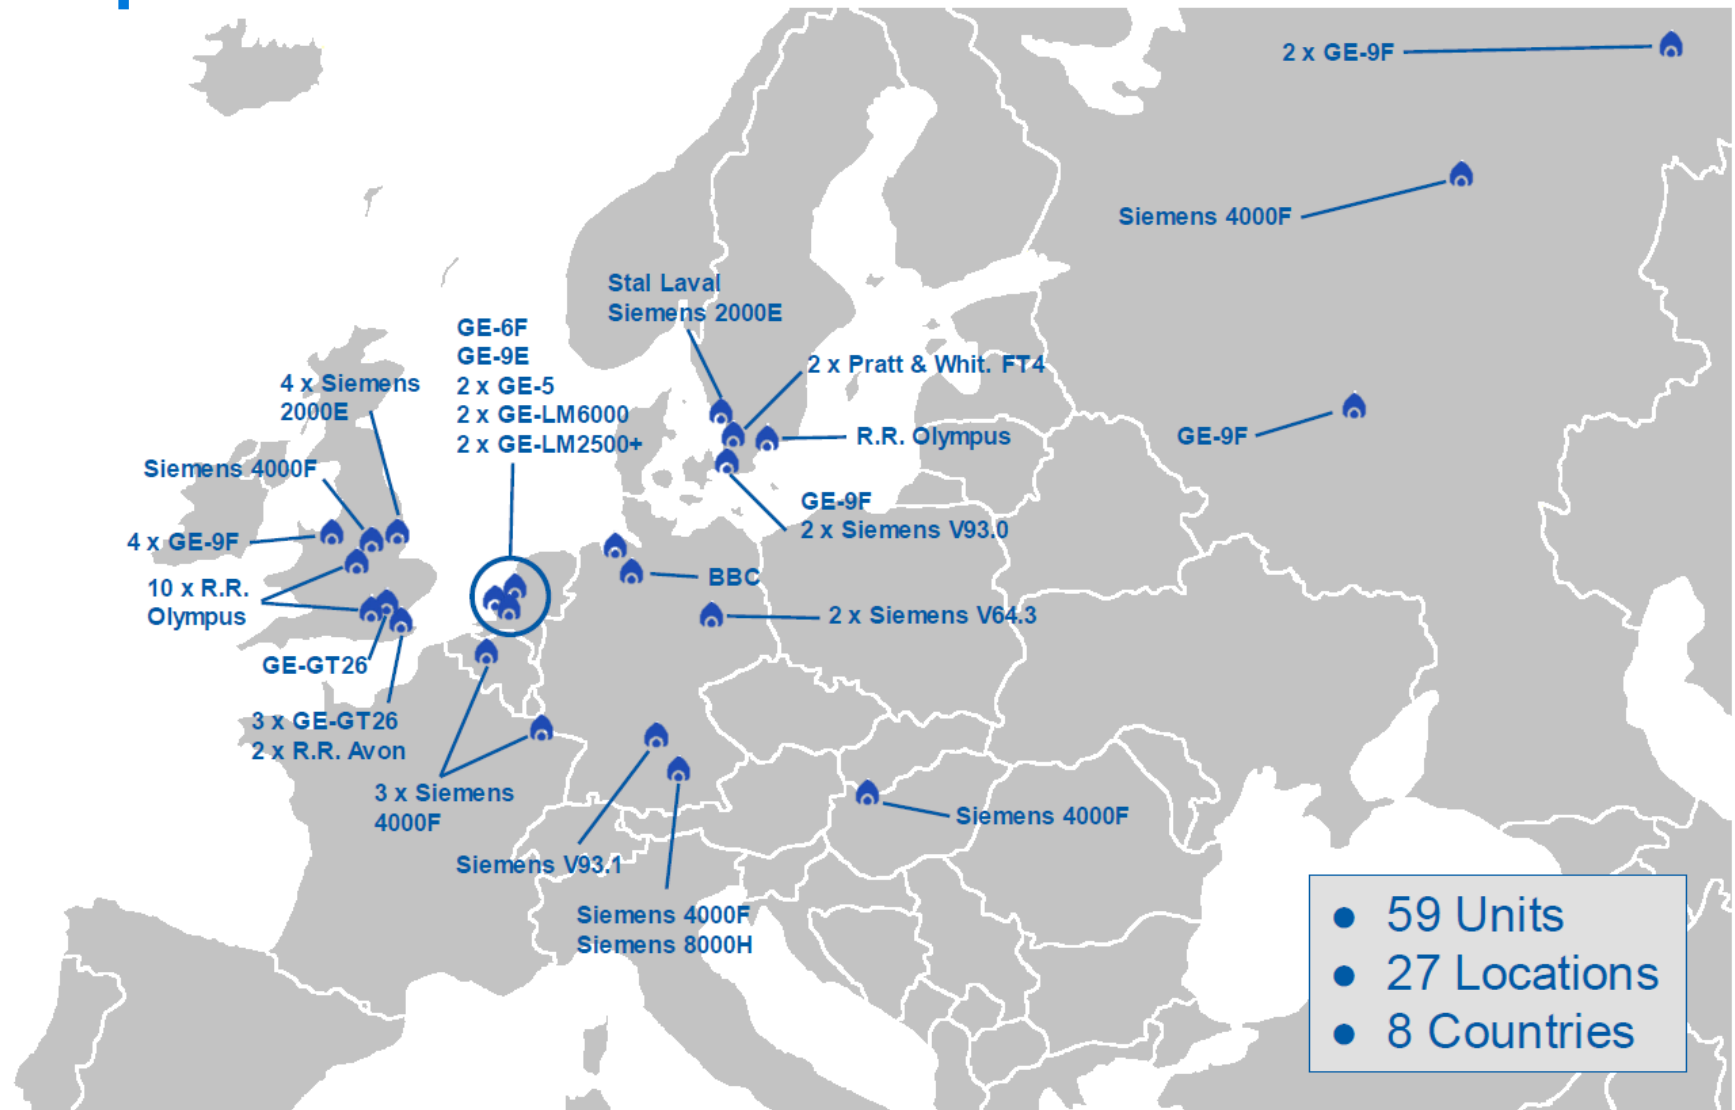 2 x GE-9F
Siemens 4000F
Stal Laval
Siemens 2000E
GE-6F
GE-9E
2 x GE-5
2 x GE-LM6000
2 x GE-LM2500+
2 x Pratt & Whit. FT4
4 x Siemens
2000E
R.R. Olympus
GE-9F
Siemens 4000F
GE-9F
2 x Siemens V93.0
4 x GE-9F
BBC
10 x R.R.
Olympus
2 x Siemens V64.3
GE-GT26
3 x GE-GT26
2 x R.R. Avon
3 x Siemens
4000F
Siemens 4000F
Siemens V93.1
Siemens 4000F
Siemens 8000H
● 59 Units
● 27 Locations
● 8 Countries